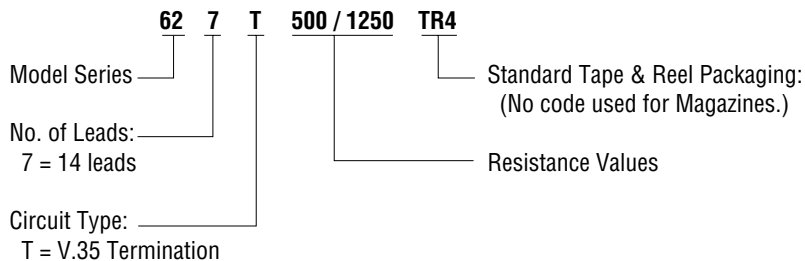 62 7 T 500 / 1250 TR4
Model Series
Standard Tape & Reel Packaging:
(No code used for Magazines.)
No. of Leads:
7 = 14 leads
Resistance Values
Circuit Type:
T = V.35 Termination